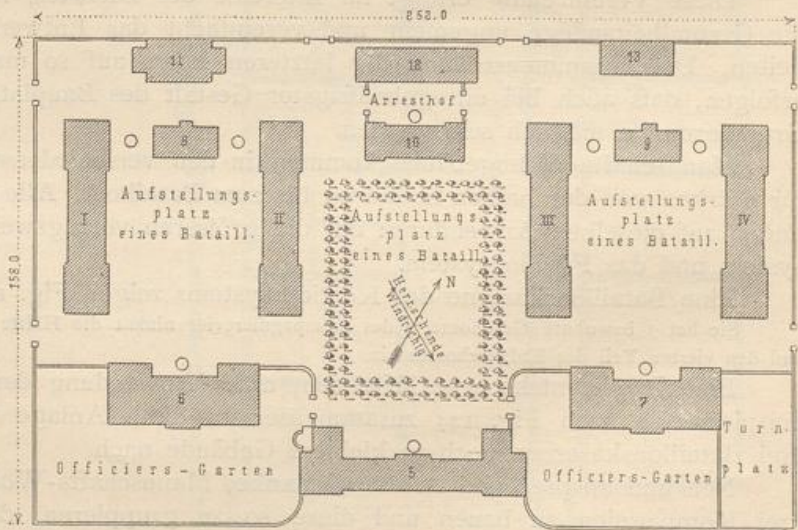 252.0
158.0
11
12
13
Arresthof
8
10
9
I
II
III
IV
Aufstellungs-
platz
eines Bataill.
Aufstellungs
platz
eines Bataill.
Aufstellungs-
platz
eines Bataill.
N
Herrschende
Windrichtg
6
7
5
Officiers-Garten
Officiers-Garten
Turn-
platz